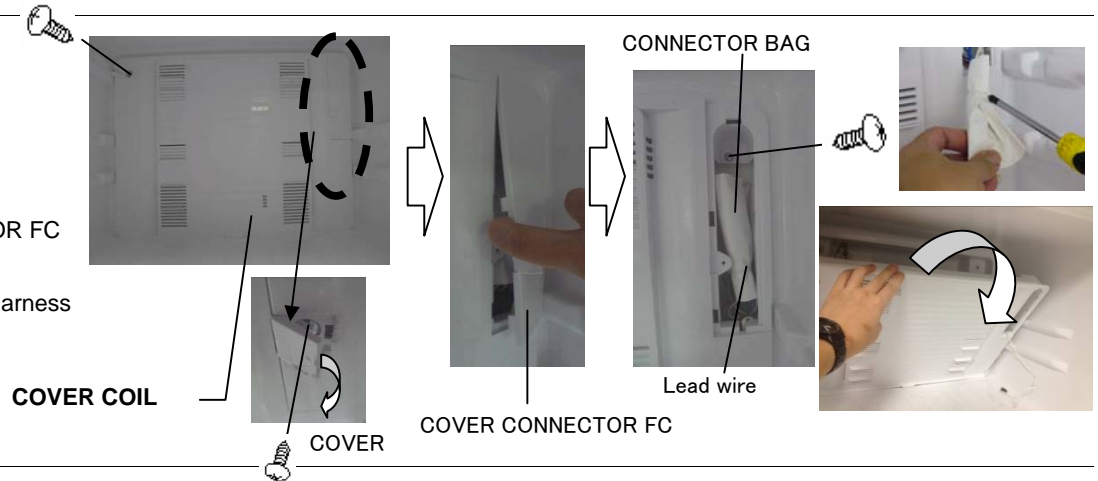 CONNECTOR BAG
OR FC
arness
COVER COIL
Lead wire
COVER CONNECTOR FC
COVER